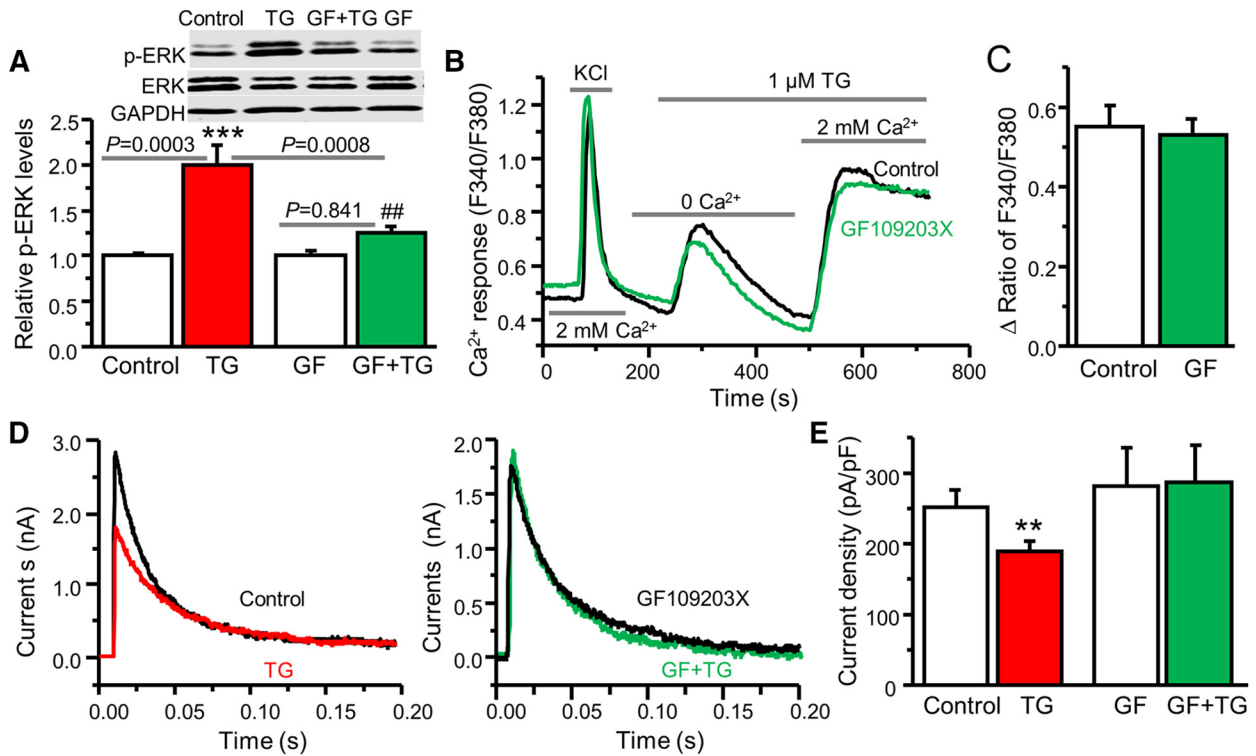 A
Control TG GF+TG GF
p-ERK
ERK
GAPDH
Relative p-ERK levels
2.5
2.0
1.5
1.0
0.5
0.0
P=0.0003
***
P=0.0008
P=0.841
##
Control TG GF GF+TG
B
Ca²⁺ response (F340/F380)
1.2
1.0
0.8
0.6
0.4
KCl
1 µM TG
2 mM Ca²⁺
0 Ca²⁺
Control
GF109203X
2 mM Ca²⁺
0 200 400 600 800
Time (s)
C
Δ Ratio of F340/F380
0.6
0.4
0.2
0.0
Control GF
D
Current s (nA)
3.0
2.0
1.0
0.0
Control
TG
0.00 0.05 0.10 0.15 0.20
Time (s)
Currents (nA)
2.0
1.5
1.0
0.5
0.0
GF109203X
GF+TG
0.00 0.05 0.10 0.15 0.20
Time (s)
E
Current density (pA/pF)
300
200
100
0
**
Control TG GF GF+TG